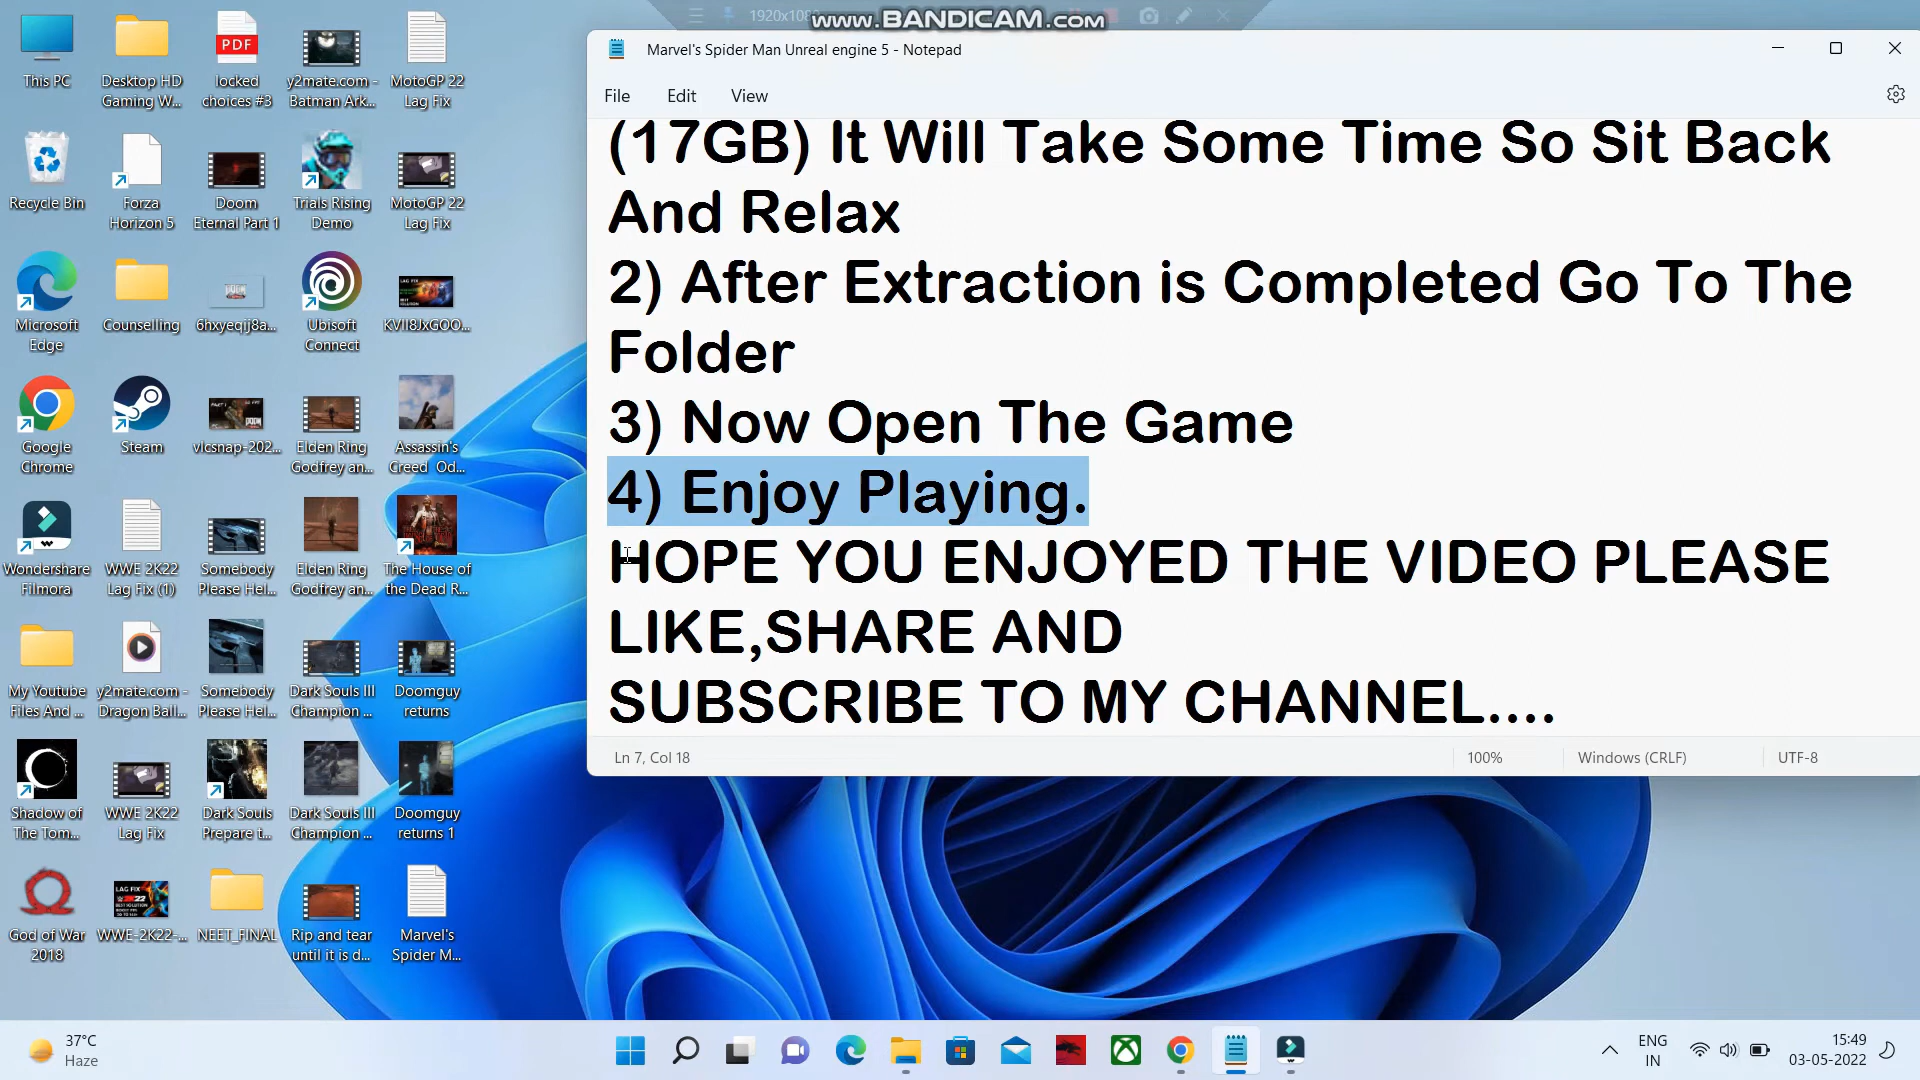 1920x108
www.BANDICAM.com
Marvel's Spider Man Unreal engine 5 - Notepad
File Edit View
(17GB) It Will Take Some Time So Sit Back
And Relax
2) After Extraction is Completed Go To The
Folder
3) Now Open The Game
4) Enjoy Playing.
HOPE YOU ENJOYED THE VIDEO PLEASE
LIKE,SHARE AND
SUBSCRIBE TO MY CHANNEL....
Ln 7, Col 18 100% Windows (CRLF) UTF-8
This PC
Desktop HD
Gaming W...
PDF
locked
choices #3
y2mate.com -
Batman Ark...
MotoGP 22
Lag Fix
Recycle Bin
Forza
Horizon 5
Doom
Eternal Part 1
Trials Rising
Demo
MotoGP 22
Lag Fix
Microsoft
Edge
Counselling
6hxyeqij8a...
Ubisoft
Connect
KVII8JxGOO...
Google
Chrome
Steam
vlcsnap-202...
Elden Ring
Godfrey an...
Assassin's
Creed Od...
Wondershare
Filmora
WWE 2K22
Lag Fix (1)
Somebody
Please Hel...
Elden Ring
Godfrey an...
The House of
the Dead R...
My Youtube
Files And ...
y2mate.com -
Dragon Ball...
Somebody
Please Hel...
Dark Souls III
Champion ...
Doomguy
returns
Shadow of
The Tom...
WWE 2K22
Lag Fix
Dark Souls
Prepare t...
Dark Souls III
Champion ...
Doomguy
returns 1
God of War
2018
WWE-2K22-...
NEET_FINAL
Rip and tear
until it is d...
Marvel's
Spider M...
37°C
Haze
ENG
IN
15:49
03-05-2022